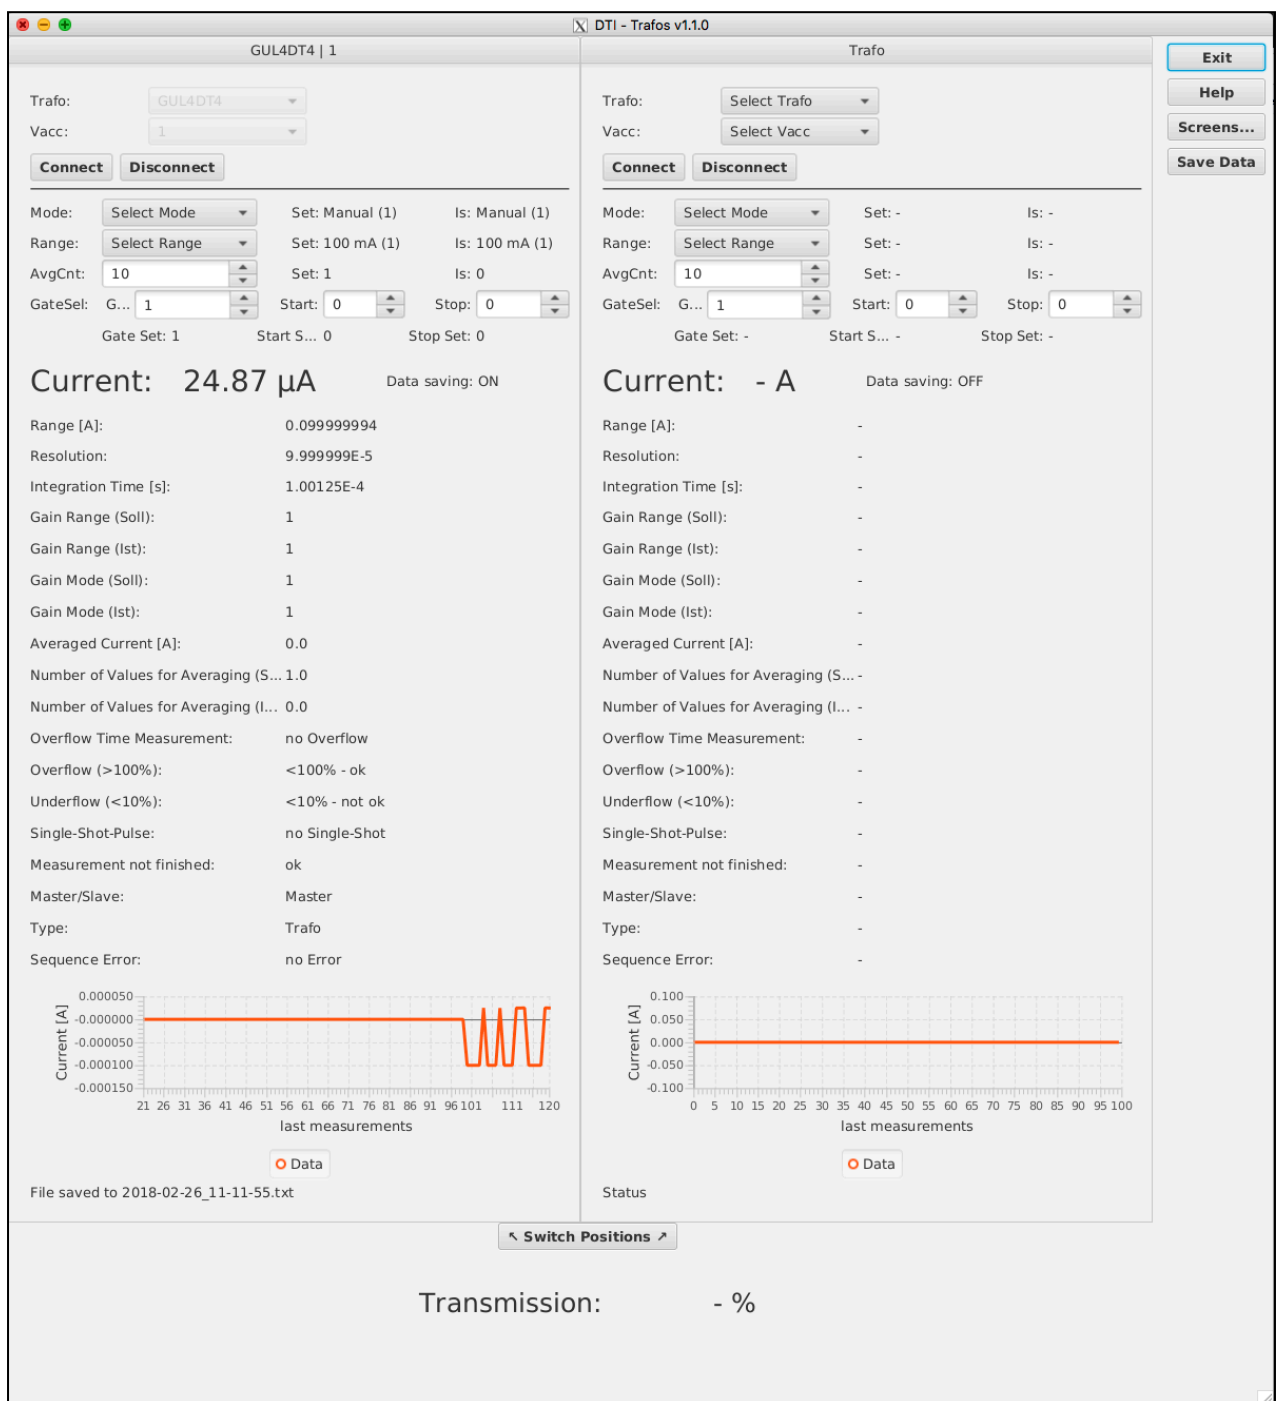 DTI - Trafos v1.1.0
GUL4DT4 | 1
Trafo: GUL4DT4
Vacc: 1
Connect Disconnect
Mode: Select Mode Set: Manual (1) Is: Manual (1)
Range: Select Range Set: 100 mA (1) Is: 100 mA (1)
AvgCnt: 10 Set: 1 Is: 0
GateSel: G... 1 Start: 0 Stop: 0
Gate Set: 1 Start S... 0 Stop Set: 0
Current: 24.87 μA Data saving: ON
Range [A]: 0.099999994
Resolution: 9.999999E-5
Integration Time [s]: 1.00125E-4
Gain Range (Soll): 1
Gain Range (Ist): 1
Gain Mode (Soll): 1
Gain Mode (Ist): 1
Averaged Current [A]: 0.0
Number of Values for Averaging (S... 1.0
Number of Values for Averaging (I... 0.0
Overflow Time Measurement: no Overflow
Overflow (>100%): <100% - ok
Underflow (<10%): <10% - not ok
Single-Shot-Pulse: no Single-Shot
Measurement not finished: ok
Master/Slave: Master
Type: Trafo
Sequence Error: no Error
Current [A]
0.000050
-0.000000
-0.000050
-0.000100
-0.000150
21 26 31 36 41 46 51 56 61 66 71 76 81 86 91 96 101 111 120
last measurements
Data
File saved to 2018-02-26_11-11-55.txt
Trafo
Trafo: Select Trafo
Vacc: Select Vacc
Connect Disconnect
Mode: Select Mode Set: - Is: -
Range: Select Range Set: - Is: -
AvgCnt: 10 Set: - Is: -
GateSel: G... 1 Start: 0 Stop: 0
Gate Set: - Start S... - Stop Set: -
Current: - A Data saving: OFF
Range [A]: -
Resolution: -
Integration Time [s]: -
Gain Range (Soll): -
Gain Range (Ist): -
Gain Mode (Soll): -
Gain Mode (Ist): -
Averaged Current [A]: -
Number of Values for Averaging (S... -
Number of Values for Averaging (I... -
Overflow Time Measurement: -
Overflow (>100%): -
Underflow (<10%): -
Single-Shot-Pulse: -
Measurement not finished: -
Master/Slave: -
Type: -
Sequence Error: -
Current [A]
0.100
0.050
0.000
-0.050
-0.100
0 5 10 15 20 25 30 35 40 45 50 55 60 65 70 75 80 85 90 95 100
last measurements
Data
Status
Exit
Help
Screens...
Save Data
↖ Switch Positions ↗
Transmission: - %